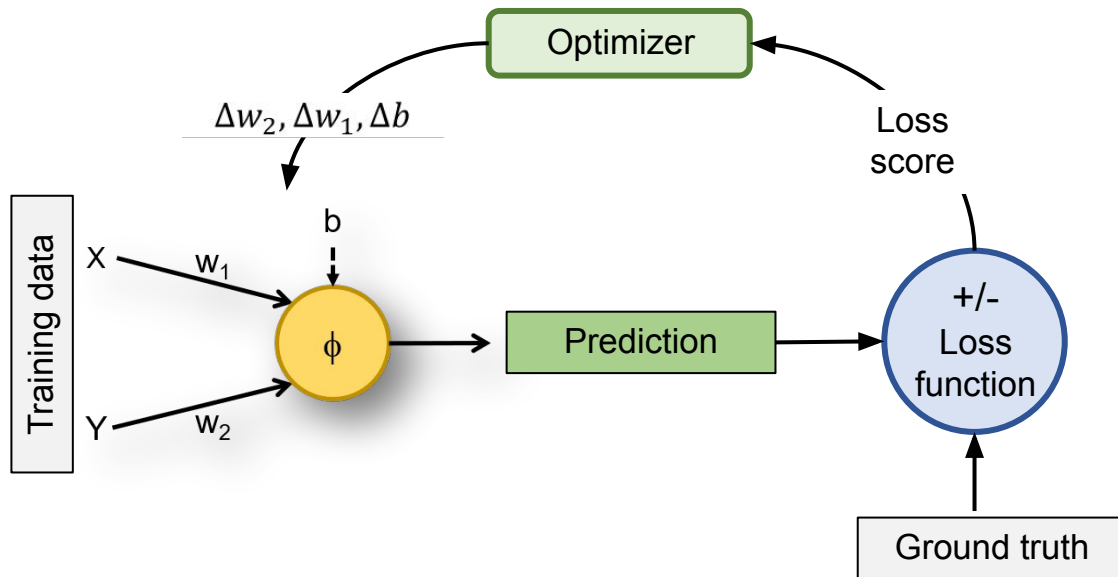 Optimizer
Δw₂, Δw₁, Δb
Loss
score
Training data
b
X
w₁
ϕ
Y
w₂
Prediction
+/-
Loss
function
Ground truth